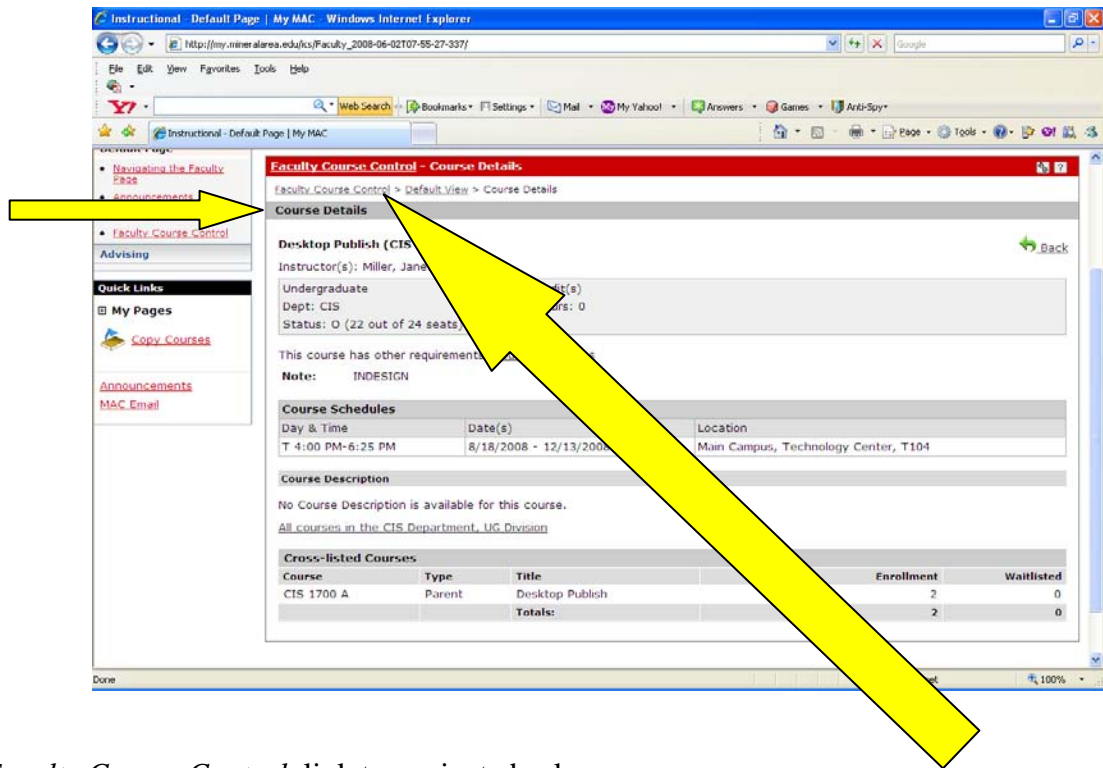 Instructional - Default Page | My MAC - Windows Internet Explorer
http://my.mineralarea.edu/ics/Faculty_2008-06-02T07-55-27-337/
Google
File Edit View Favorites Tools Help
Web Search Bookmarks Settings Mail My Yahoo! Answers Games Anti-Spy
Instructional - Default Page | My MAC
Page Tools
Default Page
Navigating the Faculty
Page
Announcements
Faculty Course Control
Advising
Quick Links
My Pages
Copy Courses
Announcements
MAC Email
Faculty Course Control - Course Details
Faculty Course Control > Default View > Course Details
Course Details
Desktop Publish (CIS
Back
Instructor(s): Miller, Jane
Undergraduate
Dept: CIS
: 0
Status: O (22 out of 24 seats)
This course has other requirements
Note: INDESIGN
Course Schedules
Day & Time Date(s) Location
T 4:00 PM-6:25 PM 8/18/2008 - 12/13/2008 Main Campus, Technology Center, T104
Course Description
No Course Description is available for this course.
All courses in the CIS Department, UG Division
Cross-listed Courses
Course Type Title Enrollment Waitlisted
CIS 1700 A Parent Desktop Publish 2 0
Totals: 2 0
Done
100%
Course Control